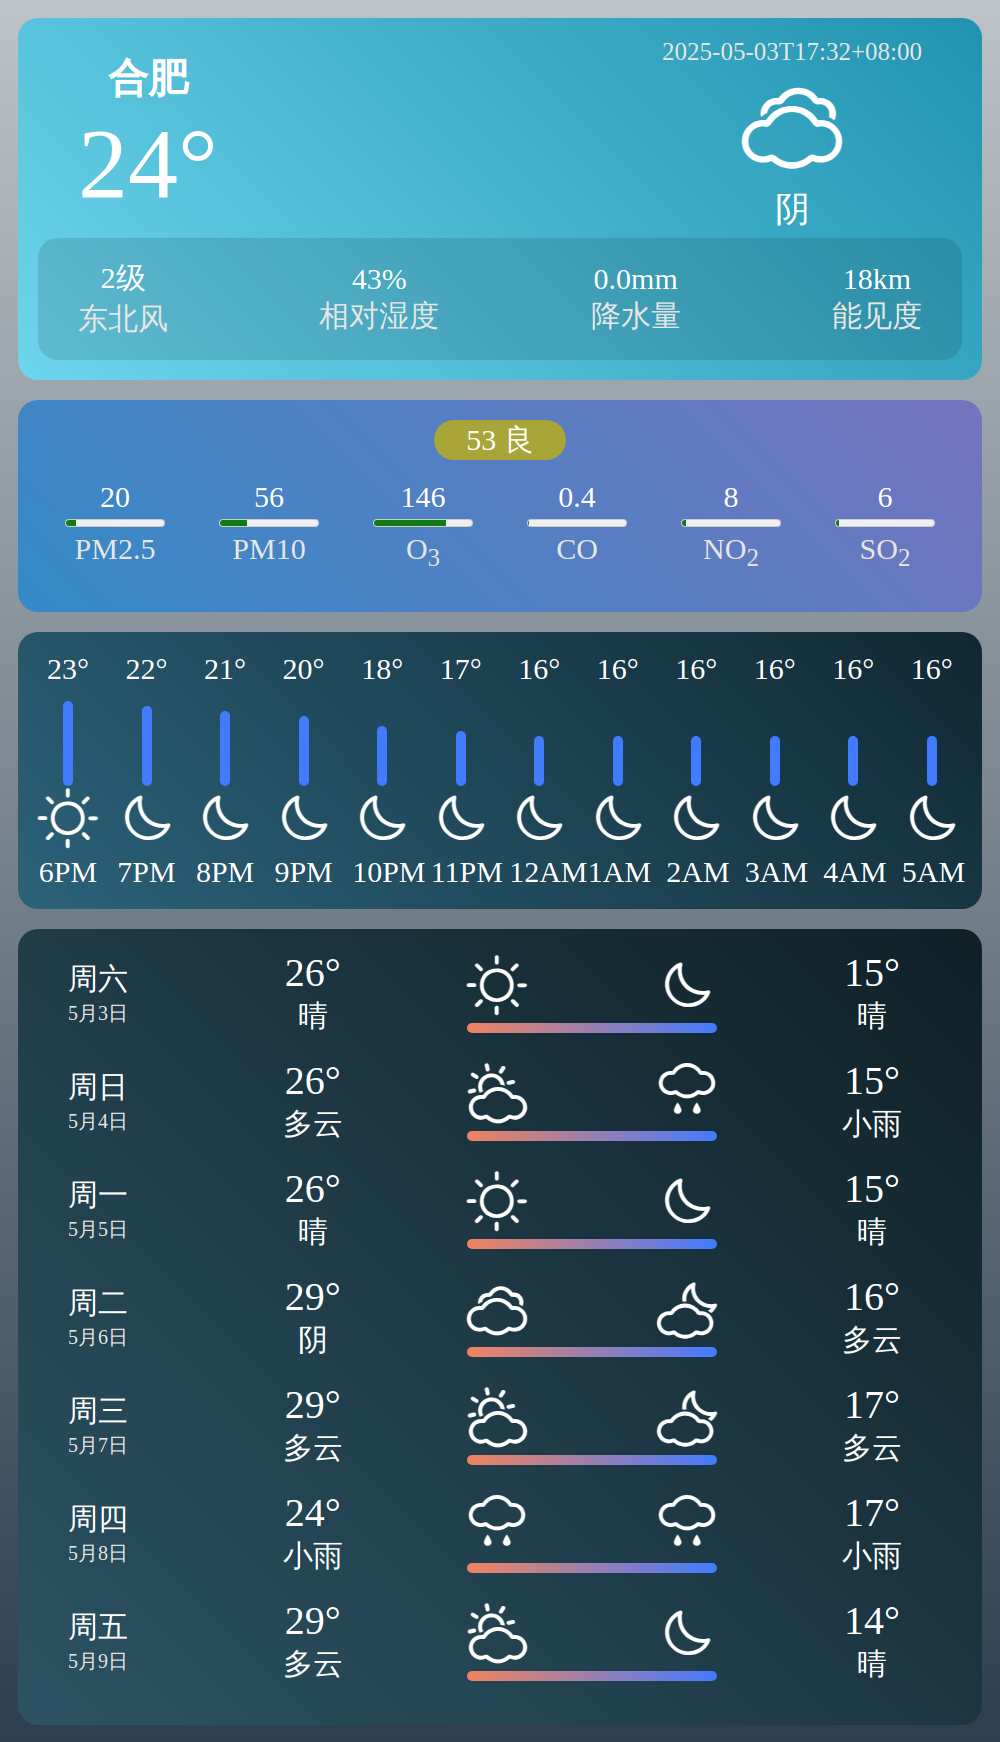 合肥
24°
2025-05-03T17:32+08:00
阴
2级 43% 0.0mm 18km
东北风 相对湿度 降水量 能见度
53 良
20 56 146 0.4 8 6
PM2.5 PM10 O3 CO NO2 SO2
23° 22° 21° 20° 18° 17° 16° 16° 16° 16° 16° 16°
6PM 7PM 8PM 9PM 10PM 11PM 12AM 1AM 2AM 3AM 4AM 5AM
周六 26° 15°
5月3日 晴 晴
周日 26° 15°
5月4日 多云 小雨
周一 26° 15°
5月5日 晴 晴
周二 29° 16°
5月6日 阴 多云
周三 29° 17°
5月7日 多云 多云
周四 24° 17°
5月8日 小雨 小雨
周五 29° 14°
5月9日 多云 晴